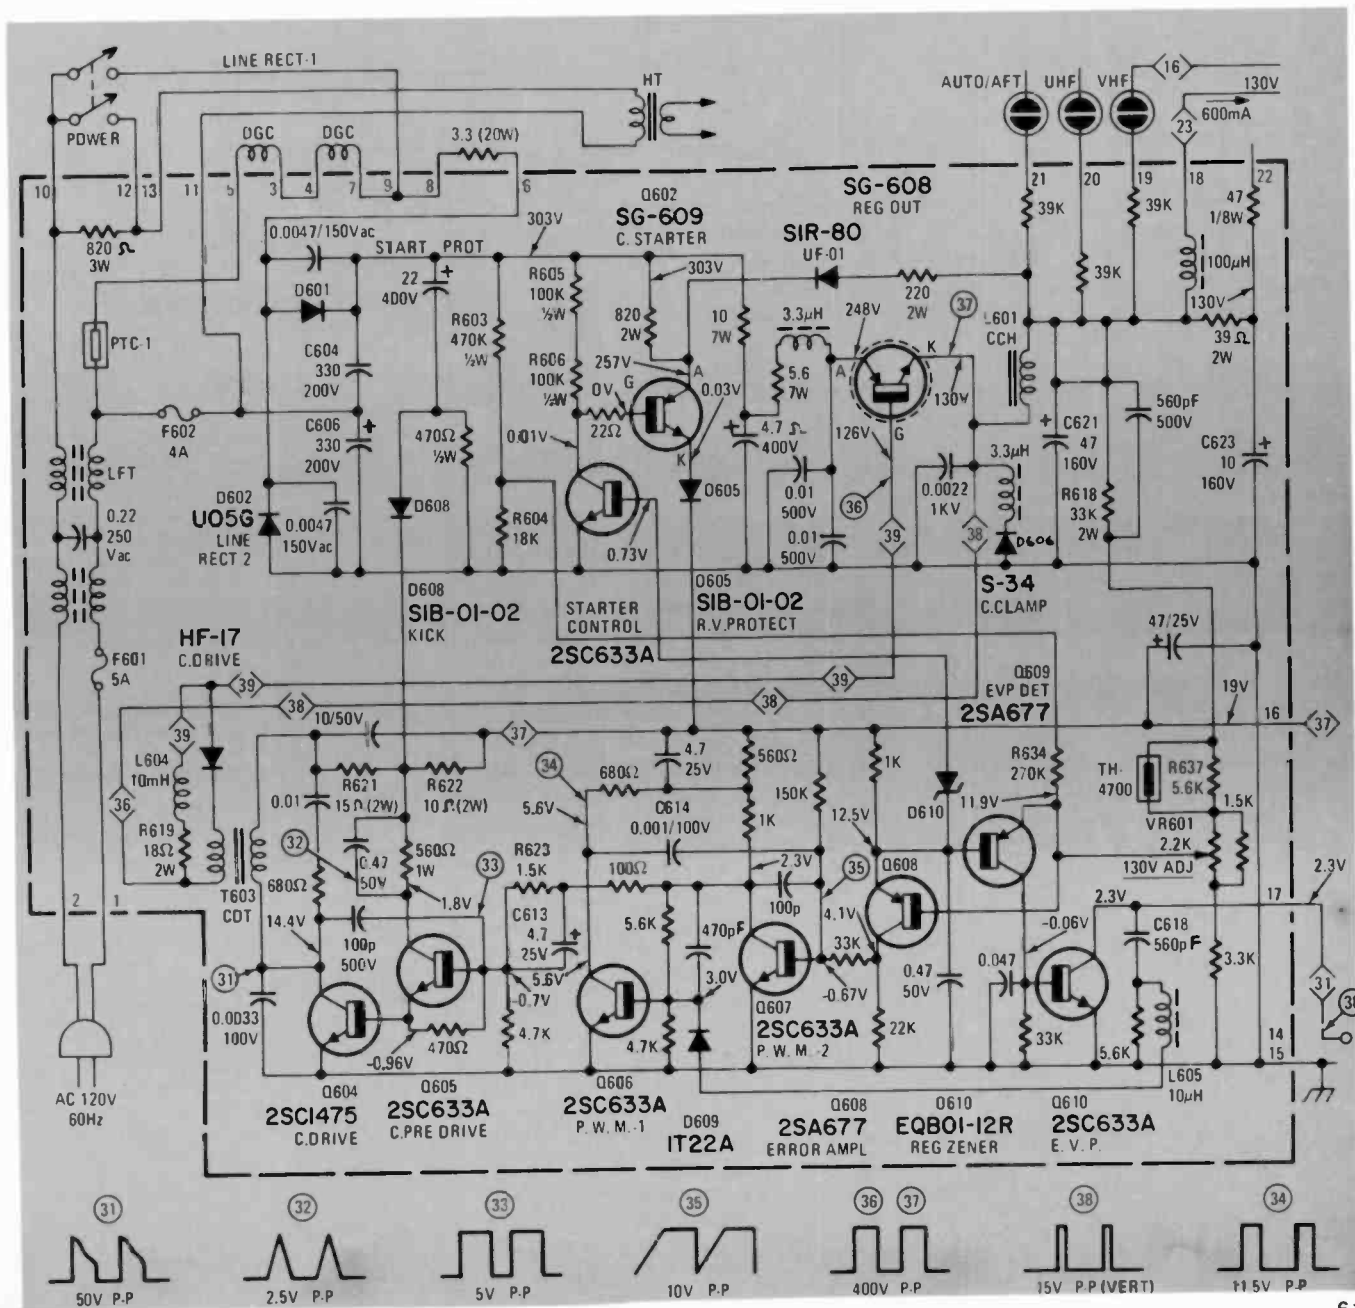 LINE RECT-1
POWER
HT
AUTO/AFT
UHF
VHF
16
130V
600mA
23
DGC
DGC
3.3 (20W)
10
12
13
11
5
3
4
7
9
8
6
21
20
19
18
22
820 Ω
3W
PTC-1
F602
4A
LFT
0.22
250
Vac
F601
5A
0.0047/150Vac
START PROT
22
400V
D601
C604
330
200V
C606
330
200V
D602
U05G
LINE
RECT 2
0.0047
150Vac
470Ω
½W
D608
D608
SIB-01-02
KICK
303V
R603
470K
½W
R604
18K
R605
100K
½W
R606
100K
½W
0.01V
22Ω
0V
G
Q602
SG-609
C. STARTER
303V
820
2W
257V
A
0.03V
K
0.73V
STARTER
CONTROL
2SC633A
D605
D605
SIB-01-02
R.V.PROTECT
10
7W
SIR-80
UF-01
220
2W
3.3μH
5.6
7W
4.7 Ω
400V
0.01
500V
0.01
500V
SG-608
REG OUT
248V
A
K
G
37
130V
126V
36
39
38
0.0022
1KV
3.3μH
D606
S-34
C.CLAMP
39K
39K
39K
100μH
130V
47
1/8W
39Ω
2W
L601
CCH
C621
47
160V
560pF
500V
R618
33K
2W
C623
10
160V
47/25V
19V
16
37
HF-17
C.DRIVE
39
38
39
38
39
36
L604
10mH
R619
18Ω
2W
T603
CDT
10/50V
37
0.01
R621
15Ω(2W)
R622
10Ω(2W)
32
0.47
50V
560Ω
1W
33
1.8V
680Ω
14.4V
100p
500V
31
0.0033
100V
-0.96V
470Ω
Q604
2SC1475
C.DRIVE
Q605
2SC633A
C.PRE DRIVE
34
5.6V
680Ω
4.7
25V
560Ω
1K
150K
C614
0.001/100V
R623
1.5K
C613
4.7
25V
100Ω
2.3V
100p
5.6V
-0.7V
4.7K
5.6K
4.7K
470pF
3.0V
Q606
2SC633A
P.W.M.-1
D609
1T22A
Q607
2SC633A
P.W.M.-2
35
4.1V
33K
-0.67V
22K
1K
12.5V
Q608
Q608
2SA677
ERROR AMPL
D610
0.47
50V
Q610
EQB01-12R
REG ZENER
Q609
EVP DET
2SA677
R634
270K
11.9V
-0.06V
0.047
33K
2.3V
Q610
2SC633A
E. V. P.
C618
560pF
5.6K
L605
10μH
TH-
4700
R637
5.6K
1.5K
VR601
2.2K
130V ADJ
3.3K
2.3V
17
31
38
14
15
2
1
AC 120V
60Hz
31
50V P-P
32
2.5V P.P
33
5V P-P
35
10V P.P
36
37
400V P.P
38
15V P.P (VERT)
34
11.5V P-P